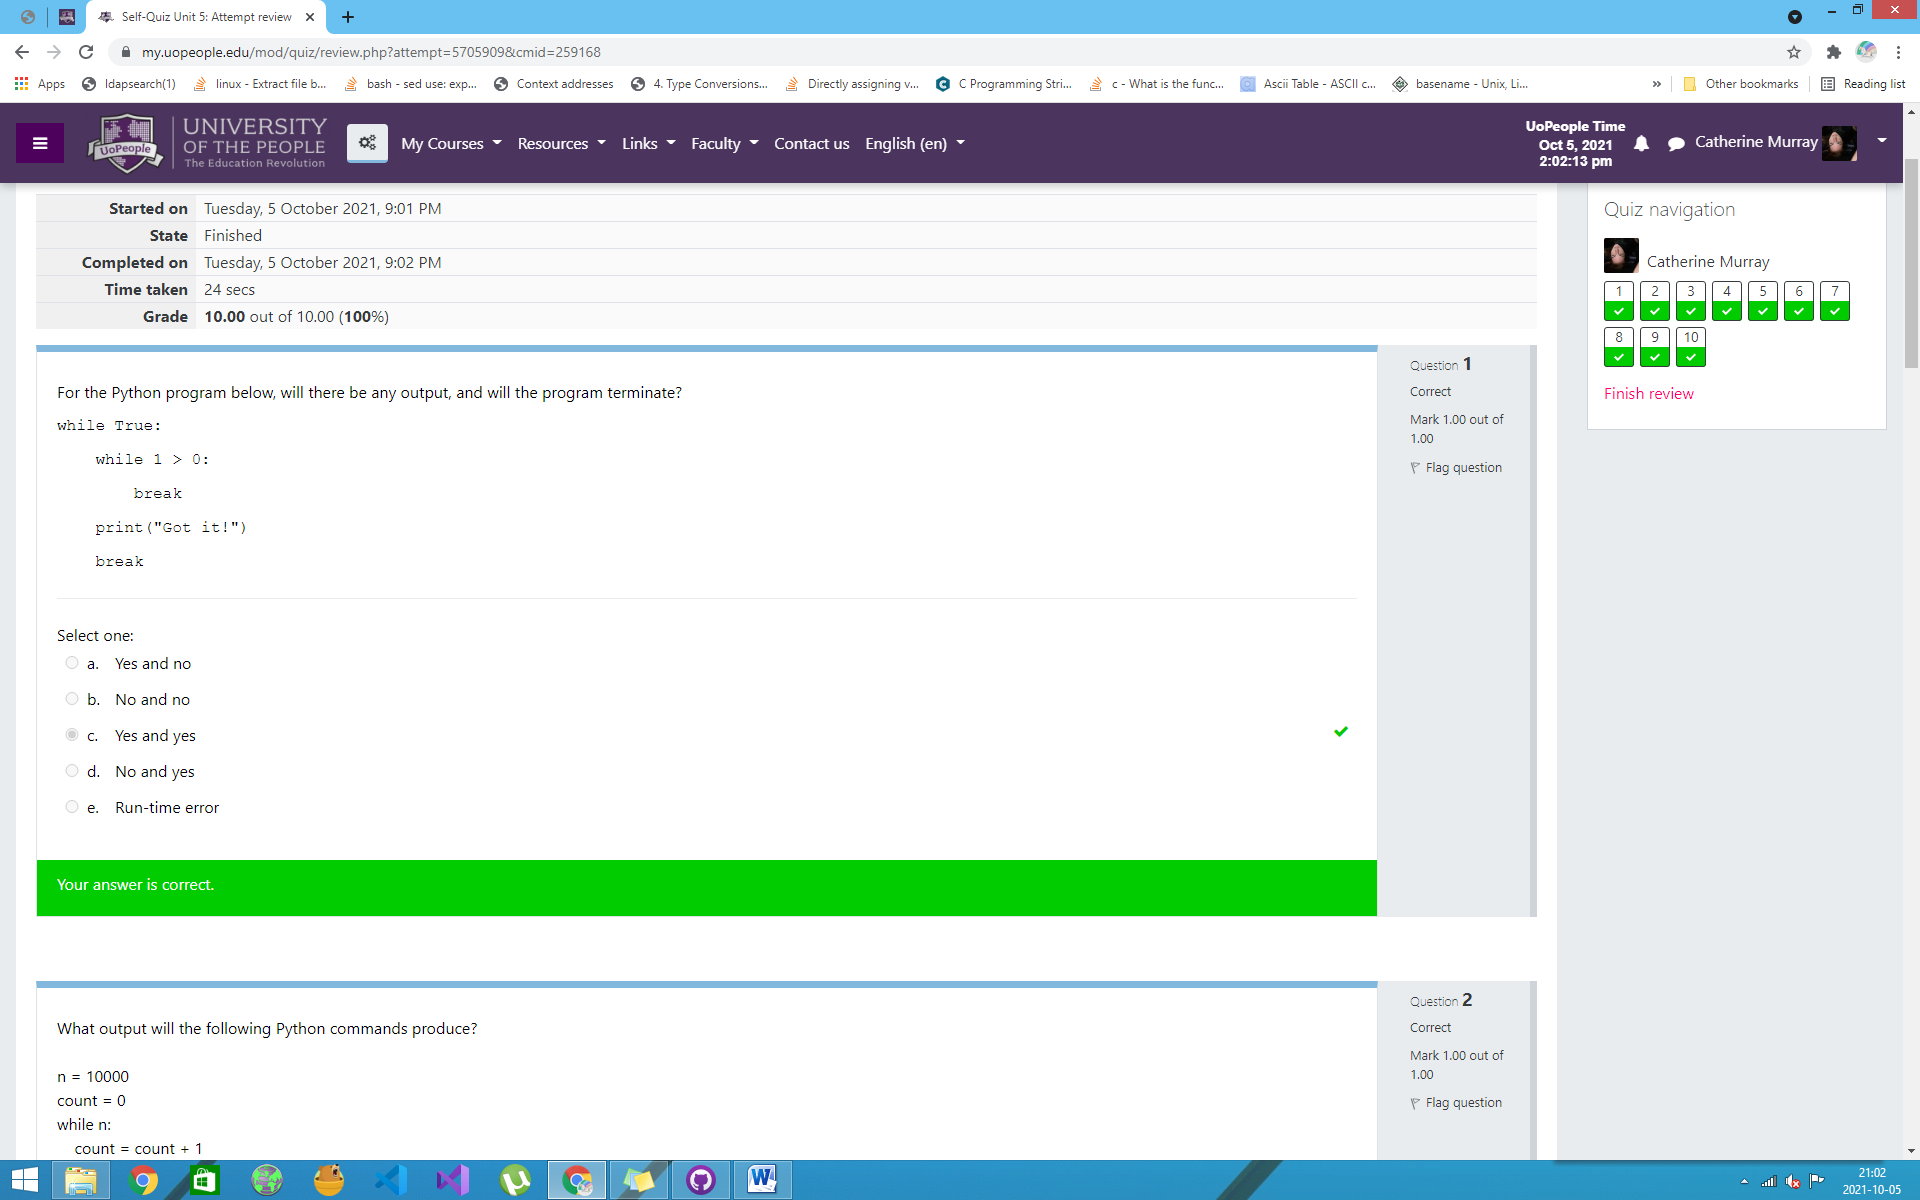 Self-Quiz Unit 5: Attempt review
my.uopeople.edu/mod/quiz/review.php?attempt=5705909&cmid=259168
Apps ldapsearch(1) linux - Extract file b... bash - sed use: exp... Context addresses 4. Type Conversions... Directly assigning v... C Programming Stri... c - What is the func... Ascii Table - ASCII c... basename - Unix, Li... » Other bookmarks Reading list
UoPeople
UNIVERSITY
OF THE PEOPLE
The Education Revolution
My Courses Resources Links Faculty Contact us English (en)
UoPeople Time
Oct 5, 2021
2:02:13 pm
Catherine Murray
Started on Tuesday, 5 October 2021, 9:01 PM
State Finished
Completed on Tuesday, 5 October 2021, 9:02 PM
Time taken 24 secs
Grade 10.00 out of 10.00 (100%)
For the Python program below, will there be any output, and will the program terminate?
while True:
while 1 > 0:
break
print("Got it!")
break
Select one:
a. Yes and no
b. No and no
c. Yes and yes
d. No and yes
e. Run-time error
Your answer is correct.
Question 1
Correct
Mark 1.00 out of
1.00
Flag question
What output will the following Python commands produce?
n = 10000
count = 0
while n:
count = count + 1
Question 2
Correct
Mark 1.00 out of
1.00
Flag question
Quiz navigation
Catherine Murray
1 2 3 4 5 6 7
8 9 10
Finish review
21:02
2021-10-05